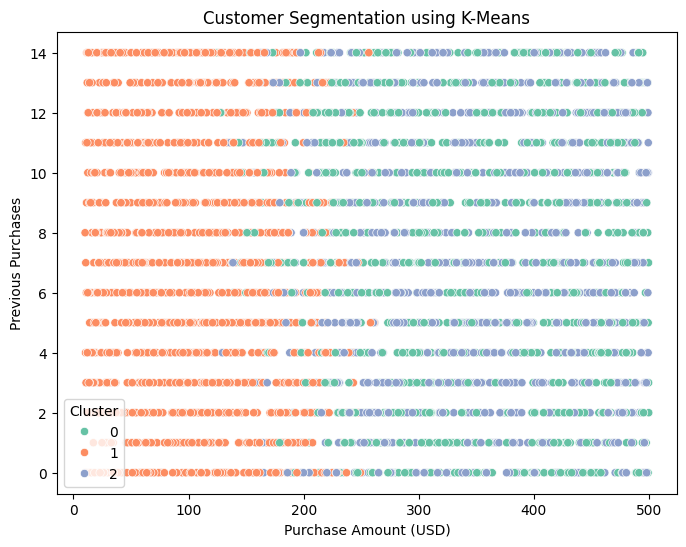 Customer Segmentation using K-Means
14
12
10
8
6
4
2
0
Previous Purchases
Cluster
0
1
2
0 100 200 300 400 500
Purchase Amount (USD)